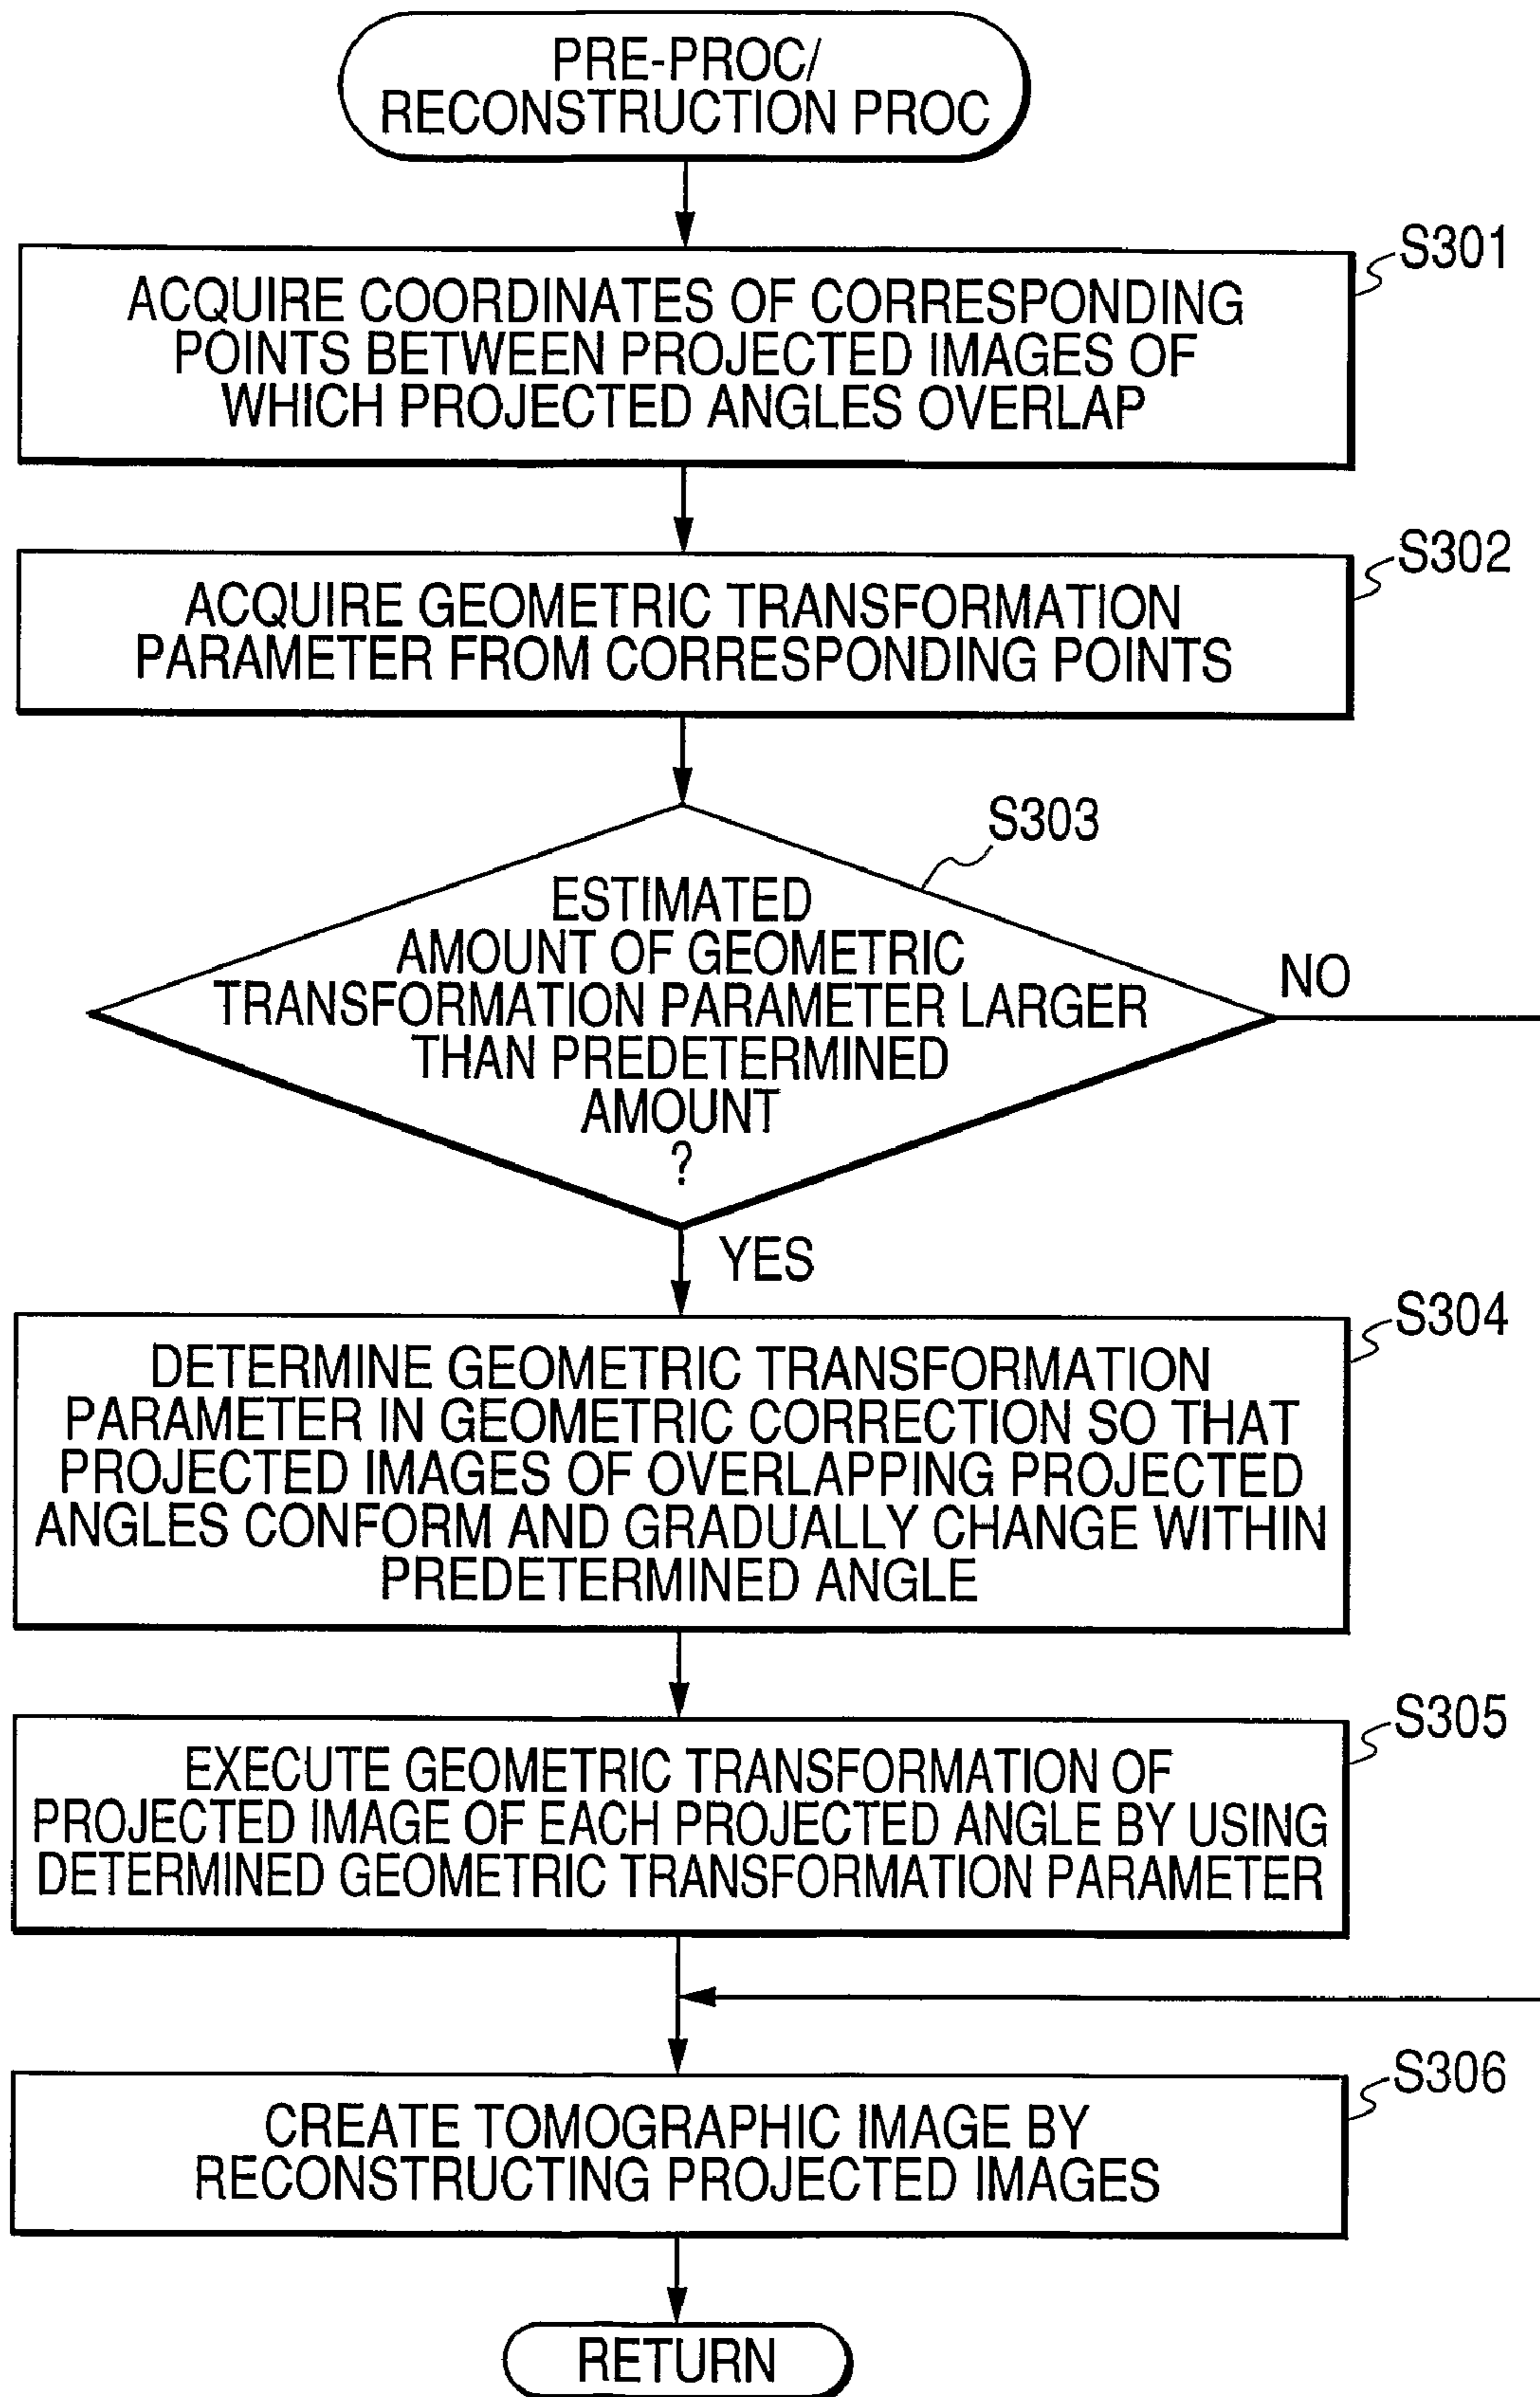 PRE-PROC/
RECONSTRUCTION PROC
S301
ACQUIRE COORDINATES OF CORRESPONDING
POINTS BETWEEN PROJECTED IMAGES OF
WHICH PROJECTED ANGLES OVERLAP
S302
ACQUIRE GEOMETRIC TRANSFORMATION
PARAMETER FROM CORRESPONDING POINTS
S303
ESTIMATED
AMOUNT OF GEOMETRIC
TRANSFORMATION PARAMETER LARGER
THAN PREDETERMINED
AMOUNT
?
NO
YES
S304
DETERMINE GEOMETRIC TRANSFORMATION
PARAMETER IN GEOMETRIC CORRECTION SO THAT
PROJECTED IMAGES OF OVERLAPPING PROJECTED
ANGLES CONFORM AND GRADUALLY CHANGE WITHIN
PREDETERMINED ANGLE
S305
EXECUTE GEOMETRIC TRANSFORMATION OF
PROJECTED IMAGE OF EACH PROJECTED ANGLE BY USING
DETERMINED GEOMETRIC TRANSFORMATION PARAMETER
S306
CREATE TOMOGRAPHIC IMAGE BY
RECONSTRUCTING PROJECTED IMAGES
RETURN